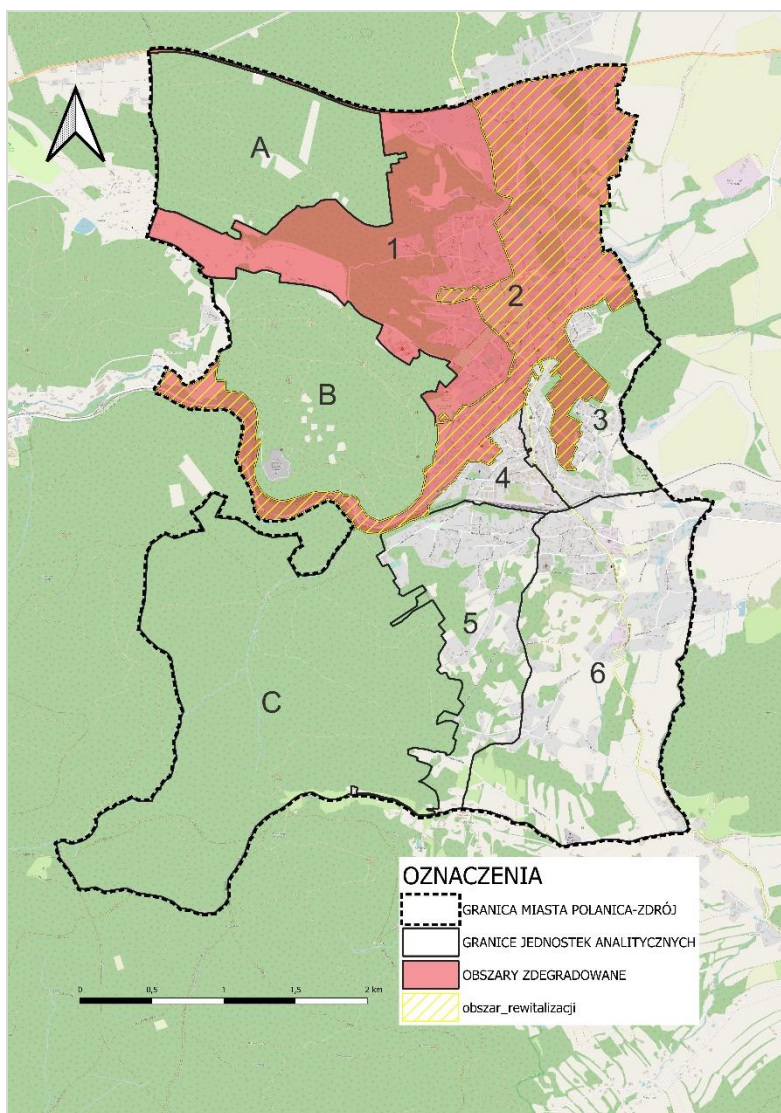 A
1
2
B
3
4
5
6
C
OZNACZENIA
GRANICA MIASTA POLANICA-ZDRÓJ
GRANICE JEDNOSTEK ANALITYCZNYCH
OBSZARY ZDEGRADOWANE
obszar_rewitalizacji
0 0,5 1 1,5 2 km